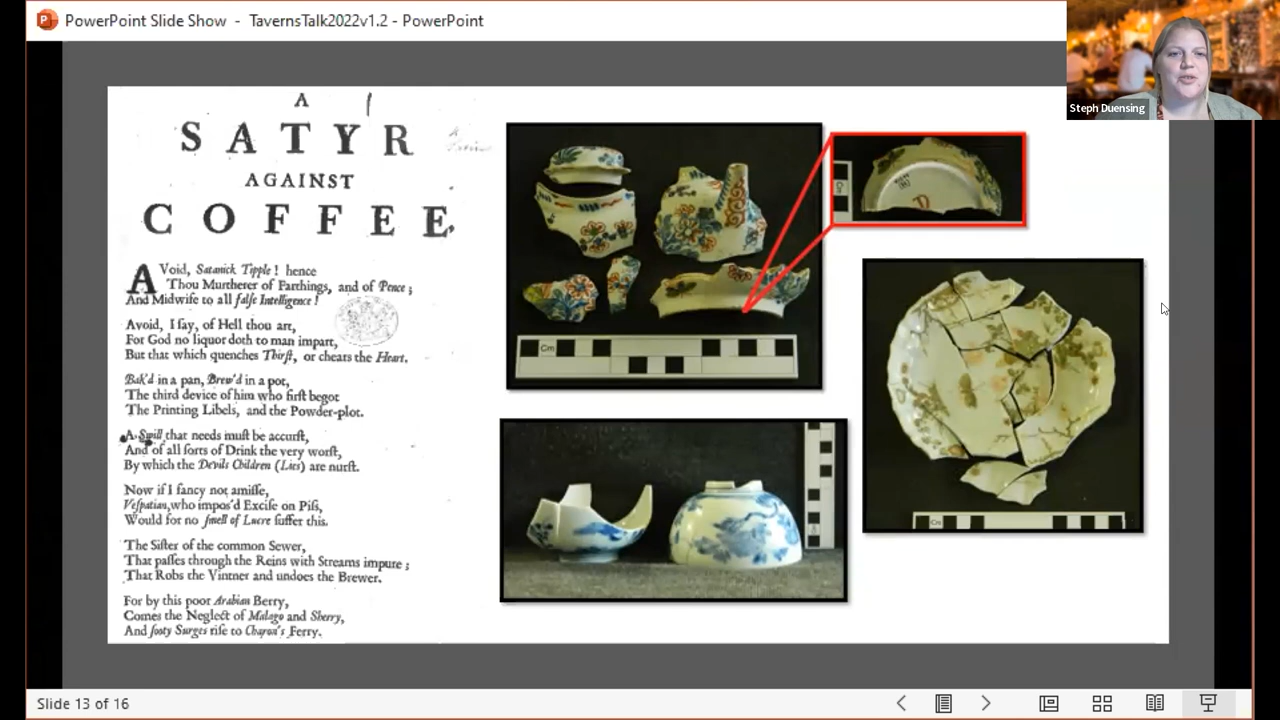 PowerPoint Slide Show - TavernsTalk2022v1.2 - PowerPoint
Steph Duensing
A
SATYR
AGAINST
COFFEE.
AVoid, Satanick Tipple! hence
Thou Murtherer of Farthings, and of Pence;
And Midwife to all falſe Intelligence!
Avoid, I ſay, of Hell thou art,
For God no liquor doth to man impart,
But that which quenches Thirſt, or chears the Heart.
Bak'd in a pan, Brew'd in a pot,
The third device of him who firſt begot
The Printing Libels, and the Powder-plot.
A Swill that needs muſt be accurſt,
And of all ſorts of Drink the very worſt,
By which the Devils Children (Lies) are nurſt.
Now if I fancy not amiſſe,
Veſpatian, who impos'd Exciſe on Piſs,
Would for no ſmell of Lucre ſuffer this.
The Siſter of the common Sewer,
That paſſes through the Reins with Streams impure;
That Robs the Vintner and undoes the Brewer.
For by this poor Arabian Berry,
Comes the Neglect of Malago and Sherry,
And ſooty Surges riſe to Charon's Ferry.
Cm
Cm
Slide 13 of 16